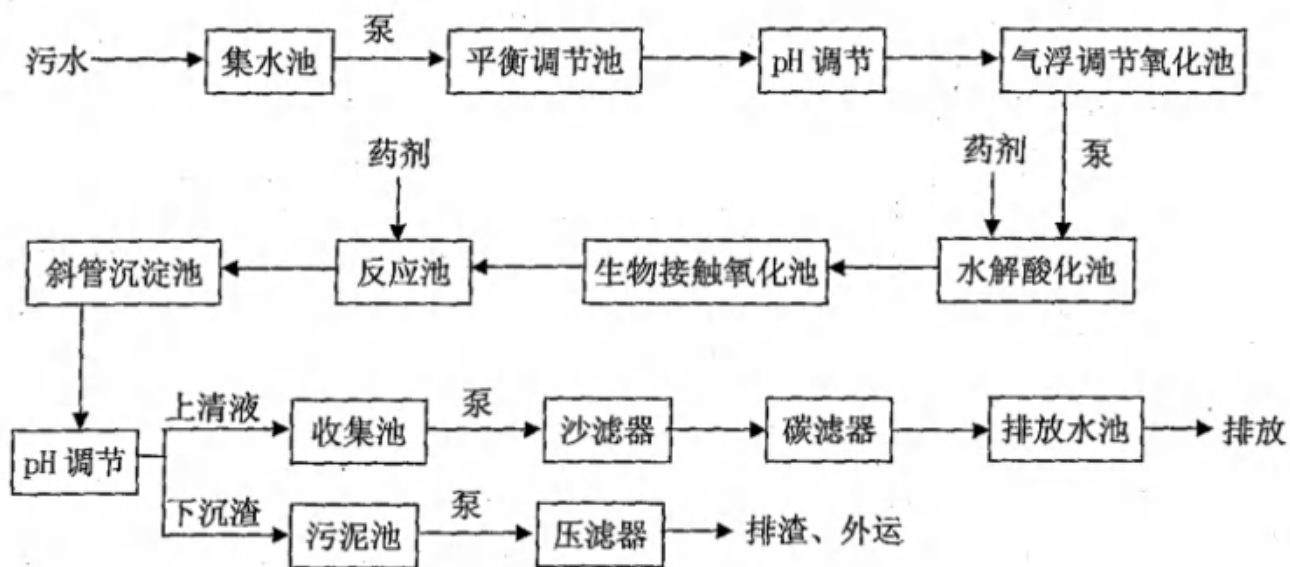 污水 集水池 泵 平衡调节池 pH 调节 气浮调节氧化池
药剂 药剂 泵
斜管沉淀池 反应池 生物接触氧化池 水解酸化池
上清液 收集池 泵 沙滤器 碳滤器 排放水池 排放
pH 调节
下沉渣 污泥池 泵 压滤器 排渣、外运